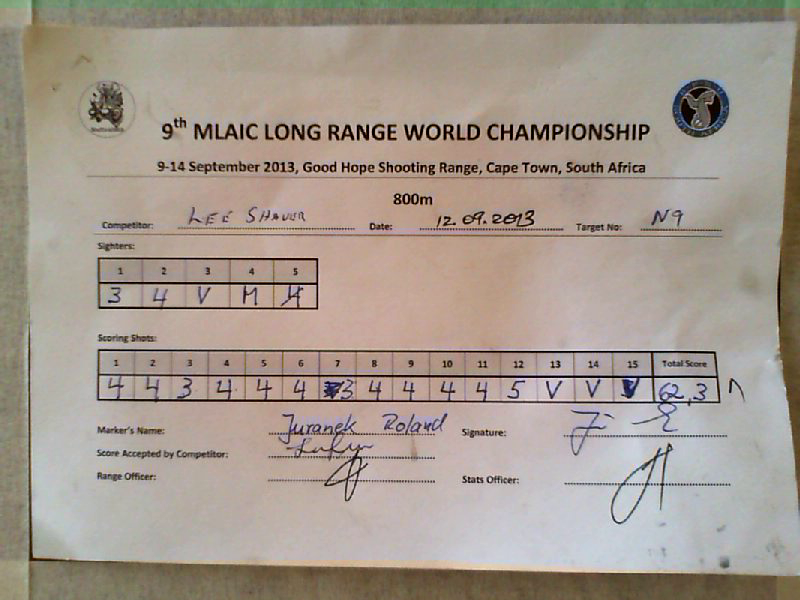 9th MLAIC LONG RANGE WORLD CHAMPIONSHIP
9-14 September 2013, Good Hope Shooting Range, Cape Town, South Africa
800m
Competitor: LEE SHAVER Date: 12.09.2013 Target No: N9
Sighters:
1 2 3 4 5
3 4 V M 4
Scoring Shots:
1 2 3 4 5 6 7 8 9 10 11 12 13 14 15 Total Score
4 4 3 4 4 4 3 4 4 4 4 5 V V V 62,3
Marker's Name: Juranek Roland Signature:
Score Accepted by Competitor:
Range Officer: Stats Officer: